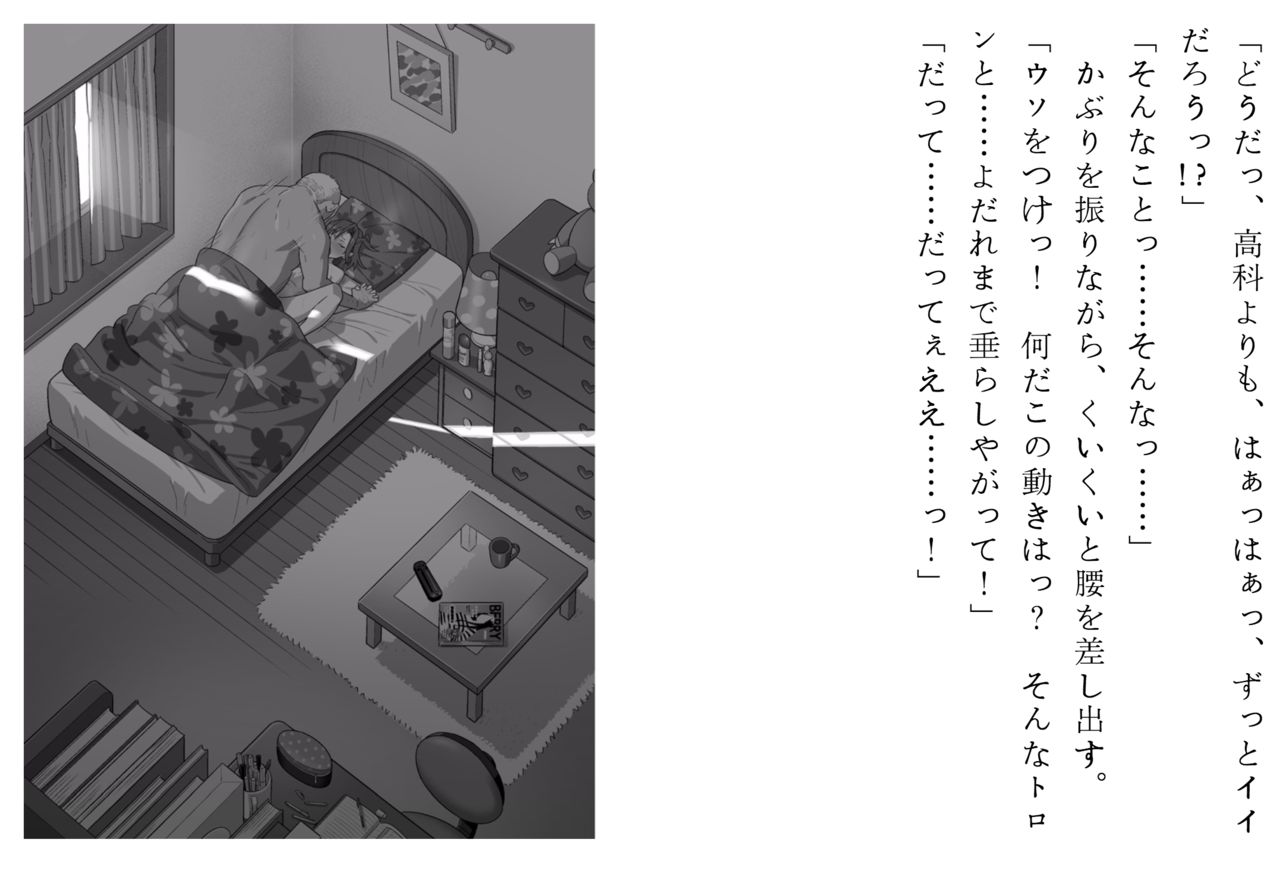 「どうだっ、高科よりも、はぁっはぁっ、ずっとイイ
だろうっ!?」
「そんなことっ……そんなっ……」
　かぶりを振りながら、くいくいと腰を差し出す。
「ウソをつけっ！　何だこの動きはっ？　そんなトロ
ンと……よだれまで垂らしやがって！」
「だって……だってぇええ……っ！」
BERRY